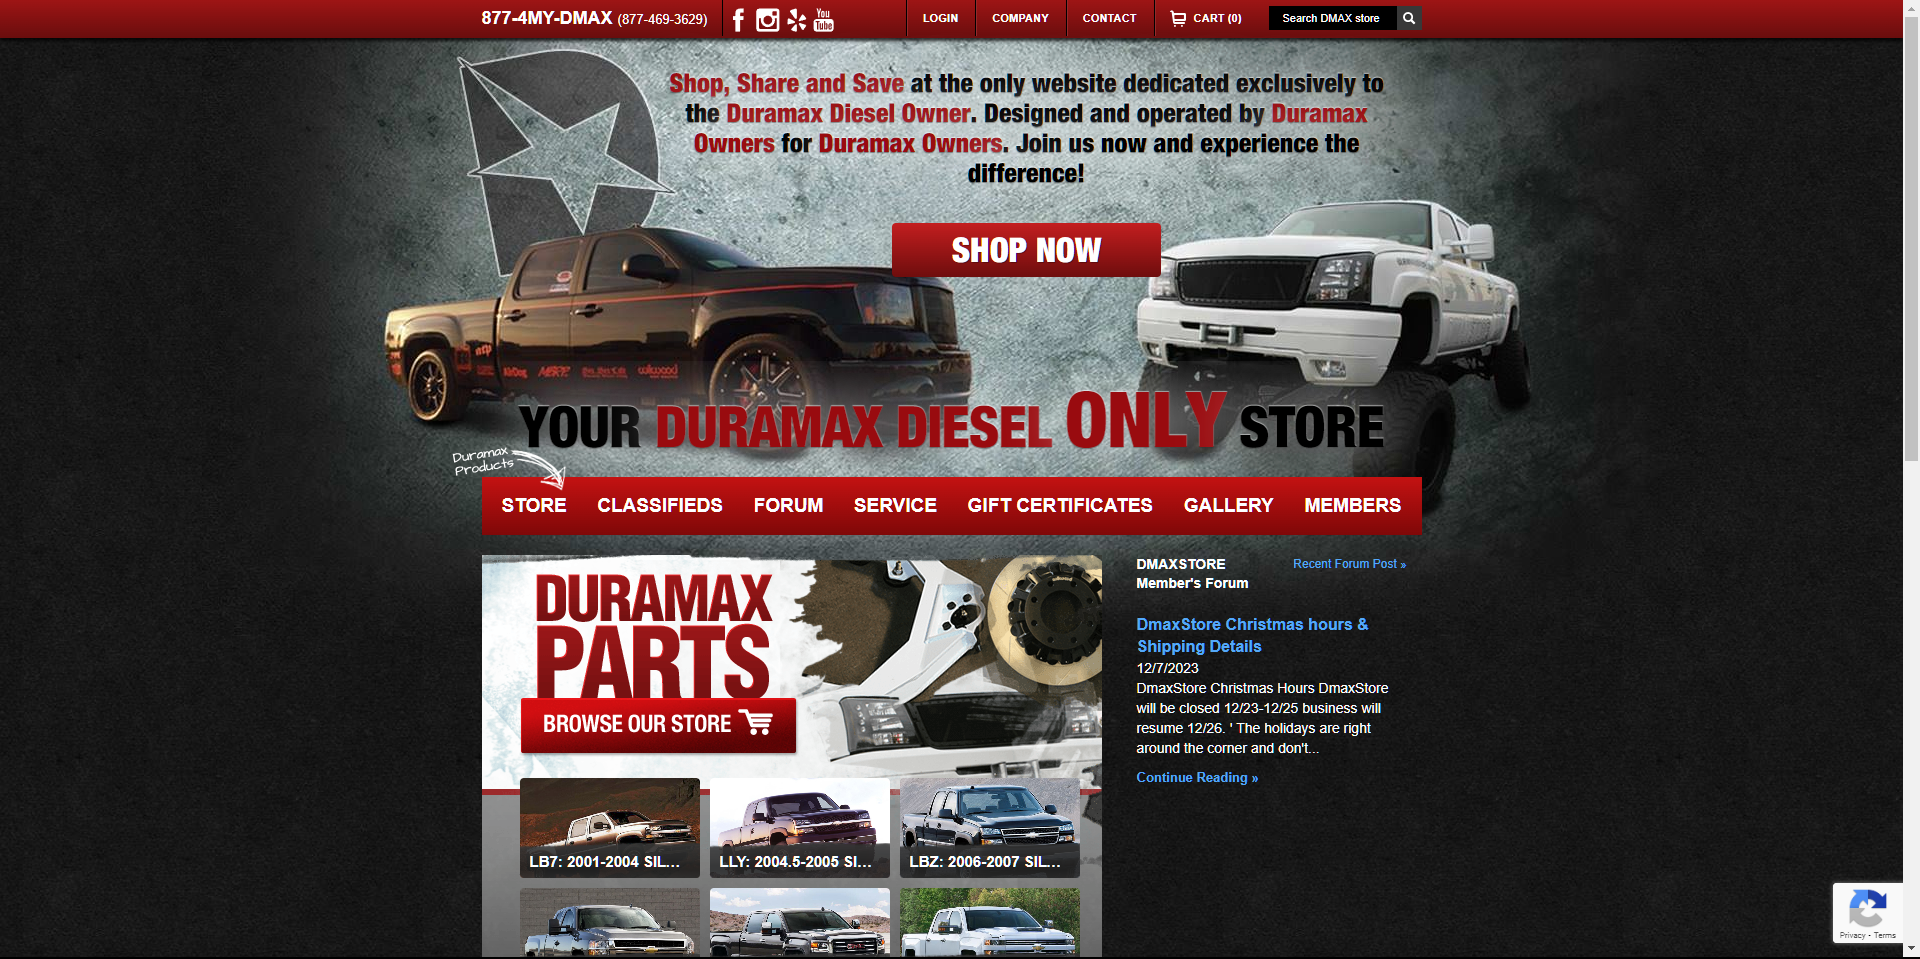 877-4MY-DMAX (877-469-3629)
You
Tube
LOGIN
COMPANY
CONTACT
CART (0)
Search DMAX store
Shop, Share and Save at the only website dedicated exclusively to
the Duramax Diesel Owner. Designed and operated by Duramax
Owners for Duramax Owners. Join us now and experience the
difference!
SHOP NOW
YOUR DURAMAX DIESEL ONLY STORE
Duramax
Products
STORE
CLASSIFIEDS
FORUM
SERVICE
GIFT CERTIFICATES
GALLERY
MEMBERS
DURAMAX
PARTS
BROWSE OUR STORE
LB7: 2001-2004 SIL...
LLY: 2004.5-2005 SI...
LBZ: 2006-2007 SIL...
DMAXSTORE
Member's Forum
Recent Forum Post »
DmaxStore Christmas hours &
Shipping Details
12/7/2023
DmaxStore Christmas Hours DmaxStore
will be closed 12/23-12/25 business will
resume 12/26. ' The holidays are right
around the corner and don't...
Continue Reading »
Privacy - Terms